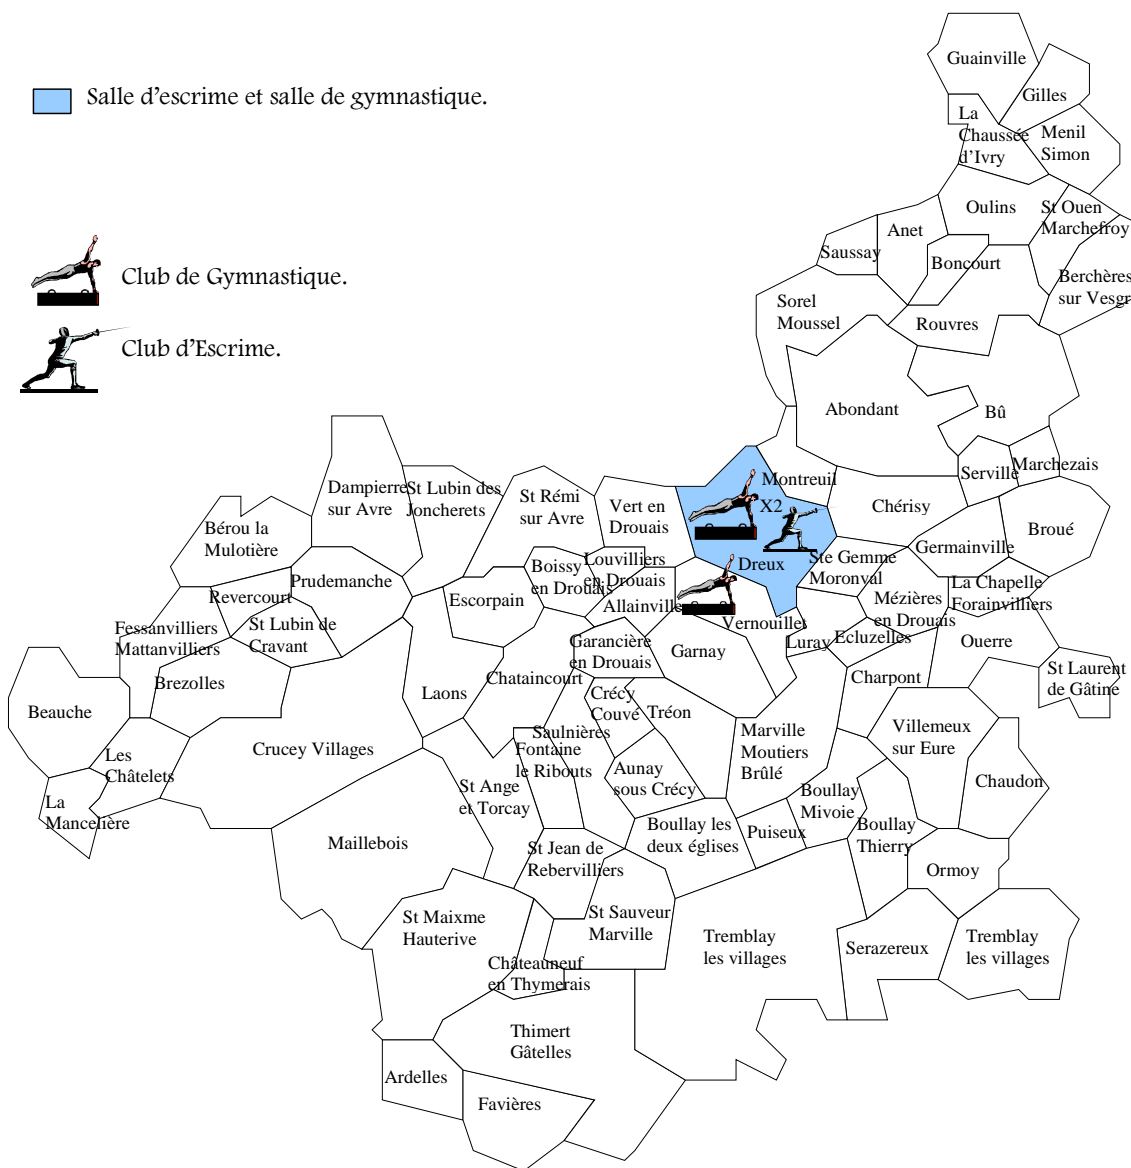 Salle d'escrime et salle de gymnastique.
Club de Gymnastique.
Club d'Escrime.
Guainville
Gilles
La
Chaussée
d'Ivry
Menil
Simon
Oulins
St Ouen
Marchefroy
Anet
Saussay
Boncourt
Berchères
sur Vesgr
Sorel
Moussel
Rouvres
Abondant
Bû
Marchezais
Serville
Montreuil
X2
Chérisy
Broué
Dampierre
sur Avre
St Lubin des
Joncherets
St Rémi
sur Avre
Vert en
Drouais
Bérou la
Mulotière
Germainville
Dreux
Ste Gemme
Moronval
Louvilliers
en Drouais
Boissy
en Drouais
La Chapelle
Forainvilliers
Prudemanche
Revercourt
Escorpain
Allainville
Mézières
en Drouais
Vernouillet
Fessanvilliers
Mattanvilliers
St Lubin de
Cravant
Garancière
en Drouais
Garnay
Luray
Ecluzelles
Ouerre
St Laurent
de Gâtine
Brezolles
Laons
Chataincourt
Charpont
Crécy
Couvé
Tréon
Beauche
Crucey Villages
Saulnières
Fontaine
le Ribouts
Marville
Moutiers
Brûlé
Villemeux
sur Eure
Les
Châtelets
Aunay
sous Crécy
Chaudon
St Ange
et Torcay
Boullay
Mivoie
La
Mancelière
Maillebois
Boullay les
deux églises
Puiseux
Boullay
Thierry
St Jean de
Rebervilliers
Ormoy
St Maixme
Hauterive
St Sauveur
Marville
Tremblay
les villages
Serazereux
Tremblay
les villages
Châteauneuf
en Thymerais
Thimert
Gâtelles
Ardelles
Favières